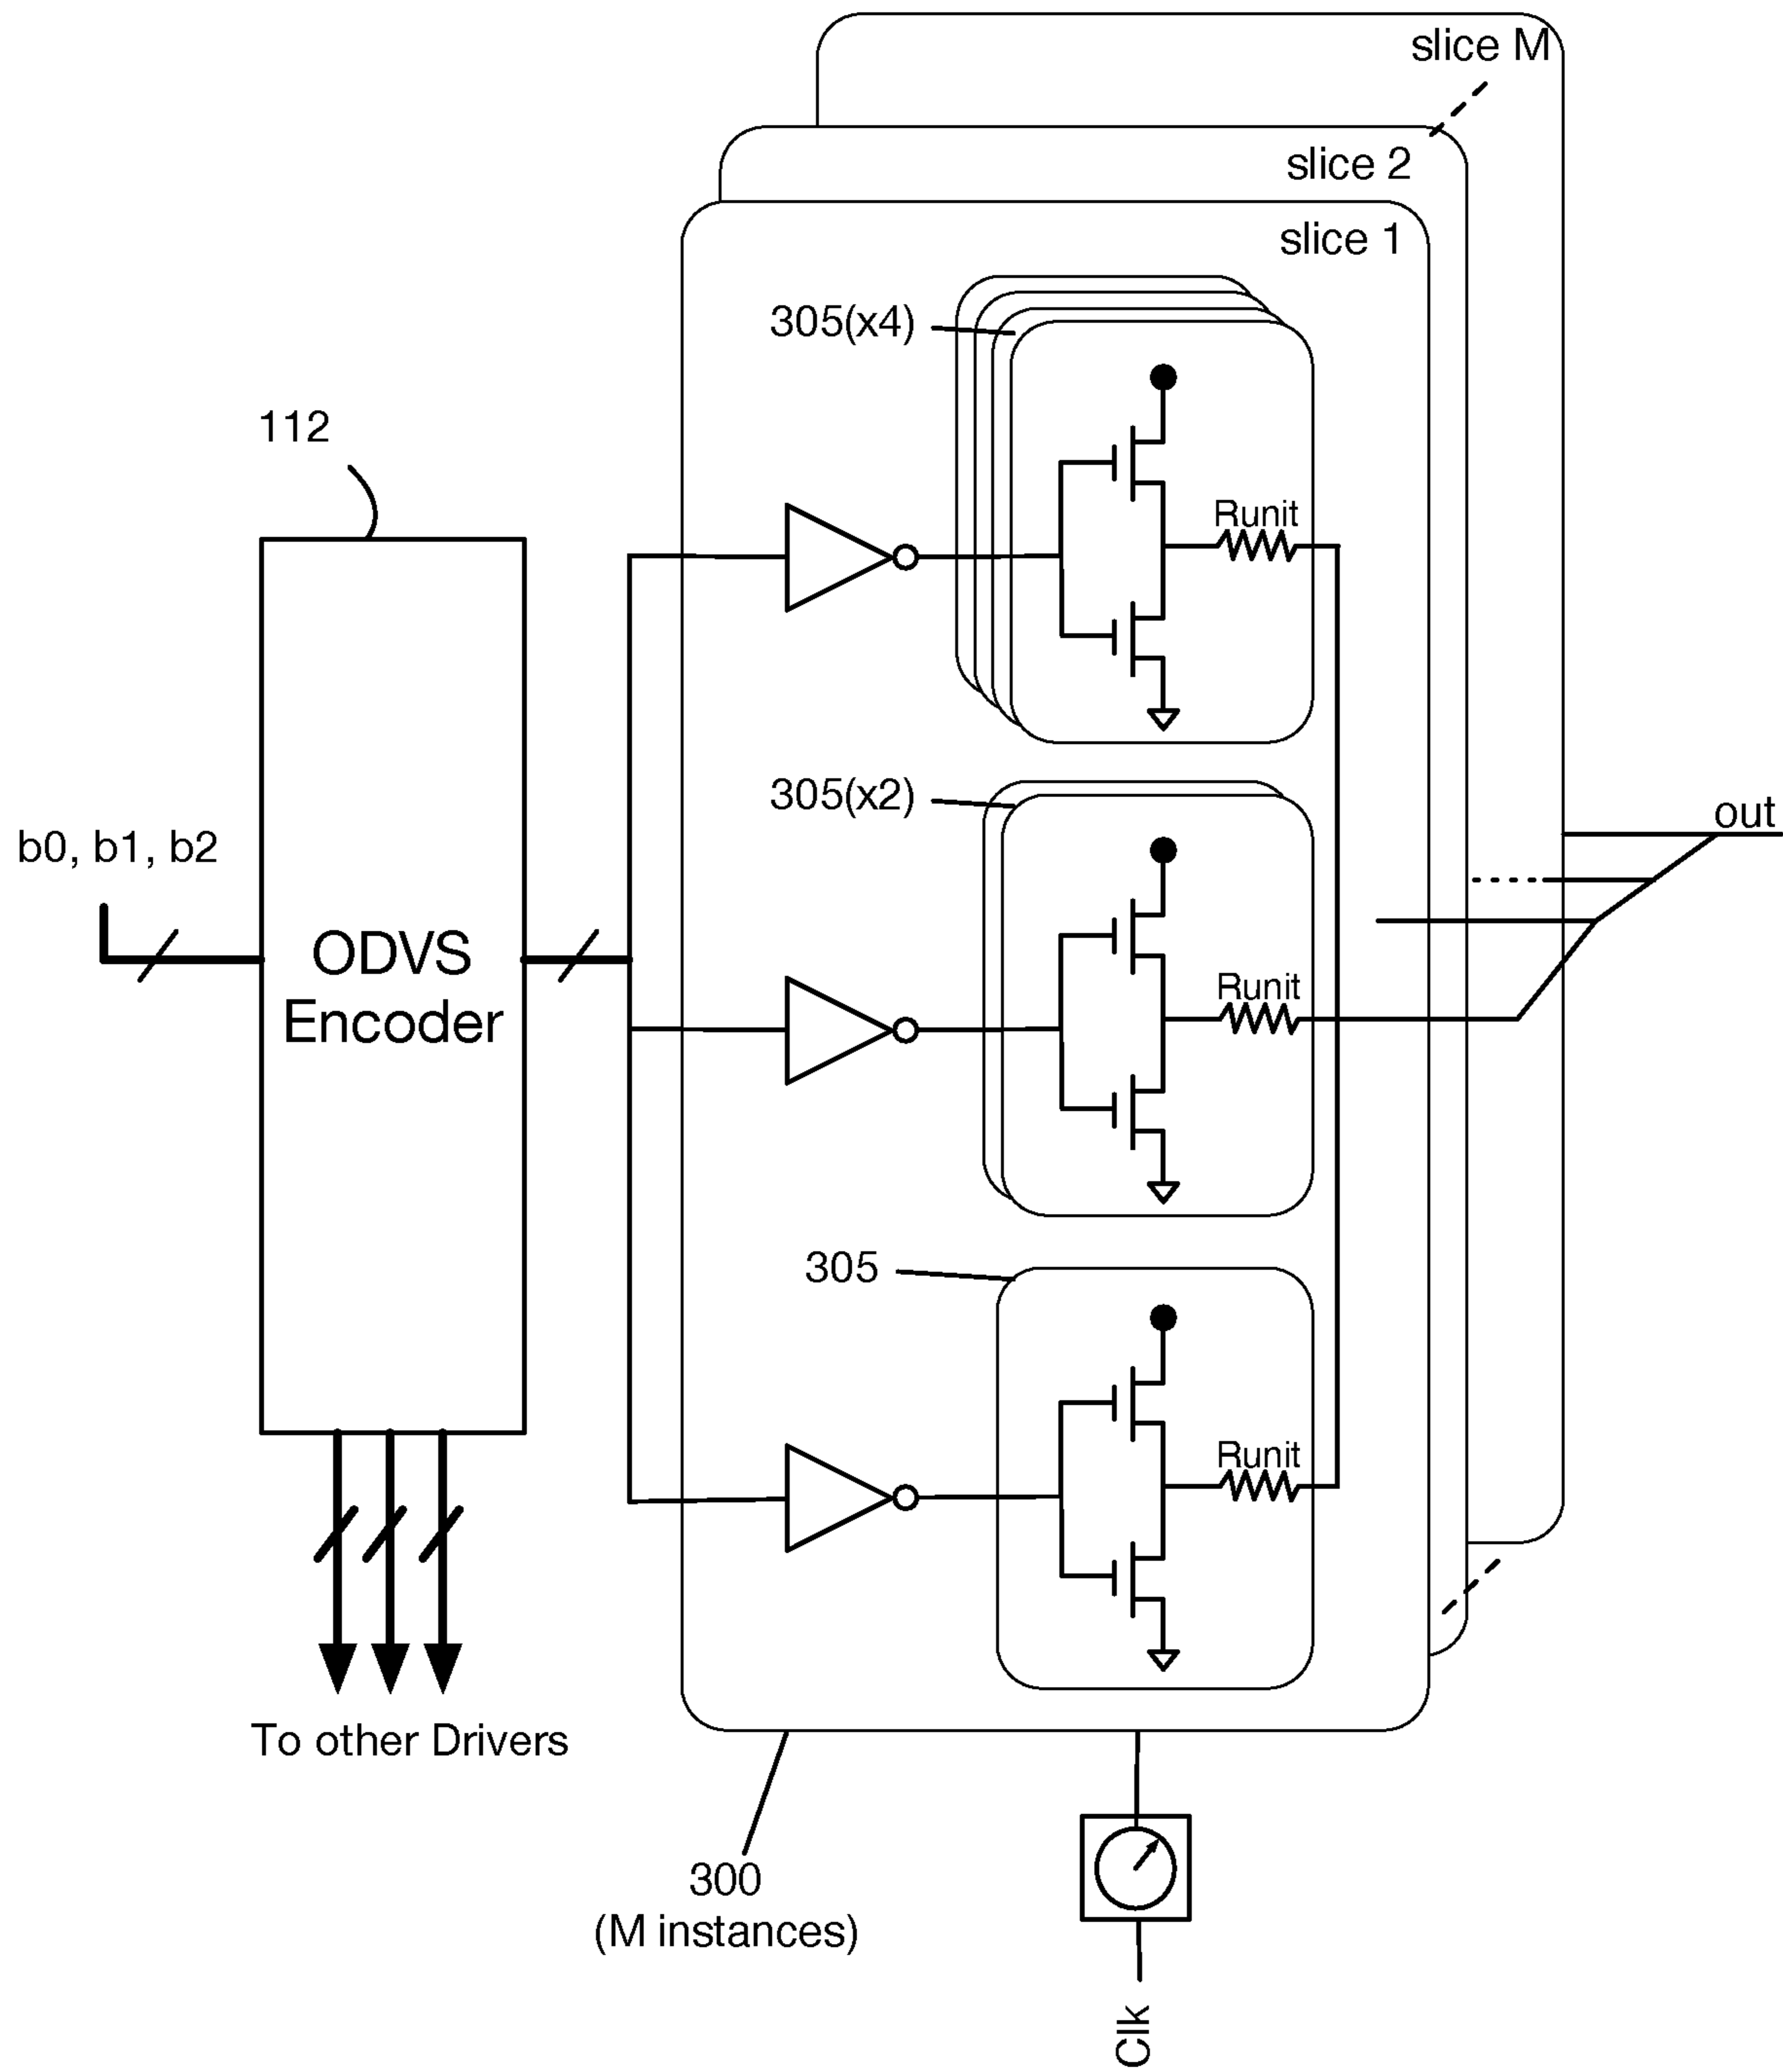 slice M
slice 2
slice 1
305(x4)
112
Runit
305(x2)
out
b0, b1, b2
ODVS
Encoder
Runit
305
Runit
To other Drivers
300
(M instances)
Clk